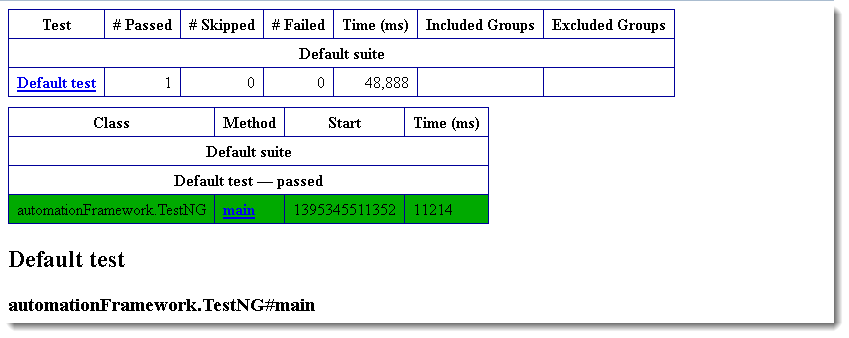 Test # Passed # Skipped # Failed Time (ms) Included Groups Excluded Groups
Default suite
Default test 1 0 0 48,888
Class Method Start Time (ms)
Default suite
Default test — passed
automationFramework.TestNG main 1395345511352 11214
Default test
automationFramework.TestNG#main